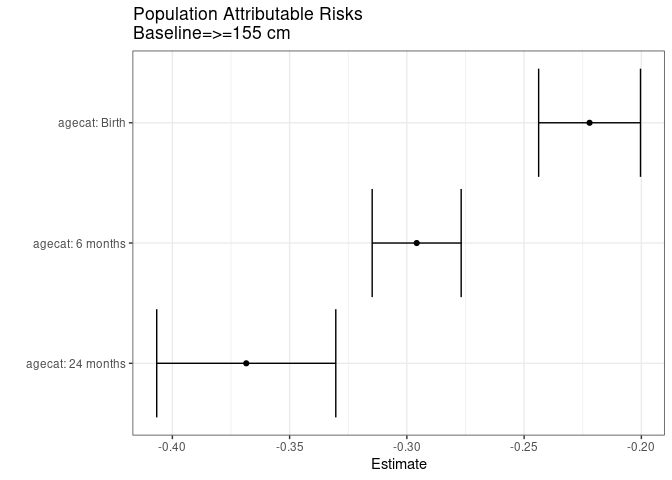 Population Attributable Risks
Baseline=>=155 cm
agecat: Birth
agecat: 6 months
agecat: 24 months
-0.40
-0.35
-0.30
-0.25
-0.20
Estimate